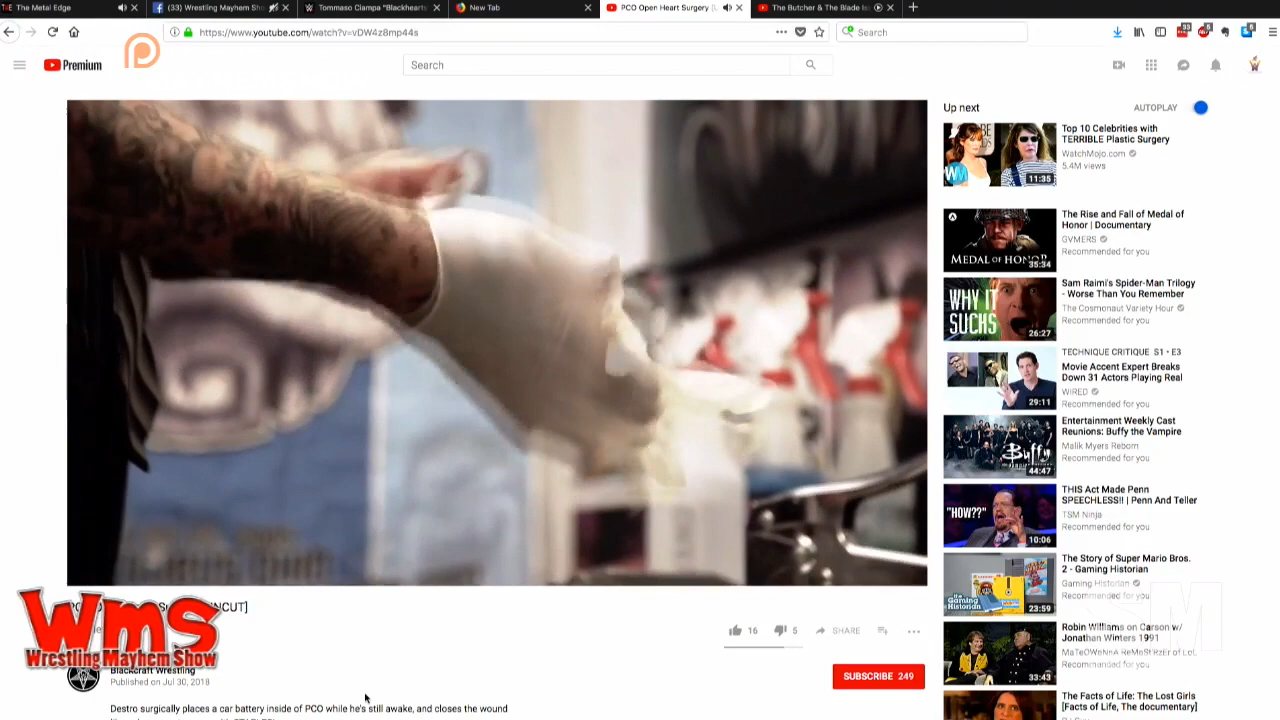 The Metal Edge
(33) Wrestling Mayhem Sho
Tommaso Ciampa "Blackhearts
New Tab
PCO Open Heart Surgery [U
The Butcher & The Blade Is
https://www.youtube.com/watch?v=vDW4z8mp44s
Search
Premium
Search
Up next
AUTOPLAY
Top 10 Celebrities with
TERRIBLE Plastic Surgery
WatchMojo.com
5.4M views
11:35
The Rise and Fall of Medal of
Honor | Documentary
GVMERS
Recommended for you
MEDAL OF HONOR
35:34
Sam Raimi's Spider-Man Trilogy
- Worse Than You Remember
The Cosmonaut Variety Hour
Recommended for you
WHY IT
SUCKS
26:27
TECHNIQUE CRITIQUE S1 • E3
Movie Accent Expert Breaks
Down 31 Actors Playing Real
WIRED
Recommended for you
29:11
Entertainment Weekly Cast
Reunions: Buffy the Vampire
Malik Myers Reborn
Recommended for you
Buffy
44:47
THIS Act Made Penn
SPEECHLESS!! | Penn And Teller
TSM Ninja
Recommended for you
"HOW??"
10:06
The Story of Super Mario Bros.
2 - Gaming Historian
Gaming Historian
Recommended for you
the Gaming Historian
23:59
Robin Williams on Carson w/
Jonathan Winters 1991
Recommended for you
33:43
The Facts of Life: The Lost Girls
[Facts of Life, The documentary]
NCUT]
16
5
SHARE
WMS
Wrestling Mayhem Show
Blackcraft Wrestling
Published on Jul 30, 2018
SUBSCRIBE 249
Destro surgically places a car battery inside of PCO while he's still awake, and closes the wound